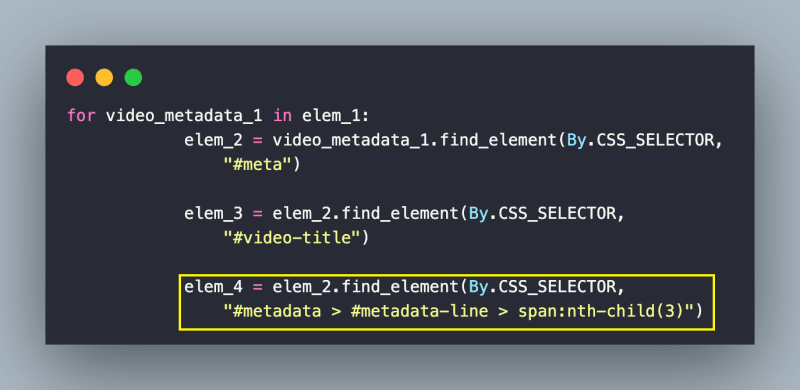 for video_metadata_1 in elem_1:
elem_2 = video_metadata_1.find_element(By.CSS_SELECTOR,
"#meta")
elem_3 = elem_2.find_element(By.CSS_SELECTOR,
"#video-title")
elem_4 = elem_2.find_element(By.CSS_SELECTOR,
"#metadata > #metadata-line > span:nth-child(3)")